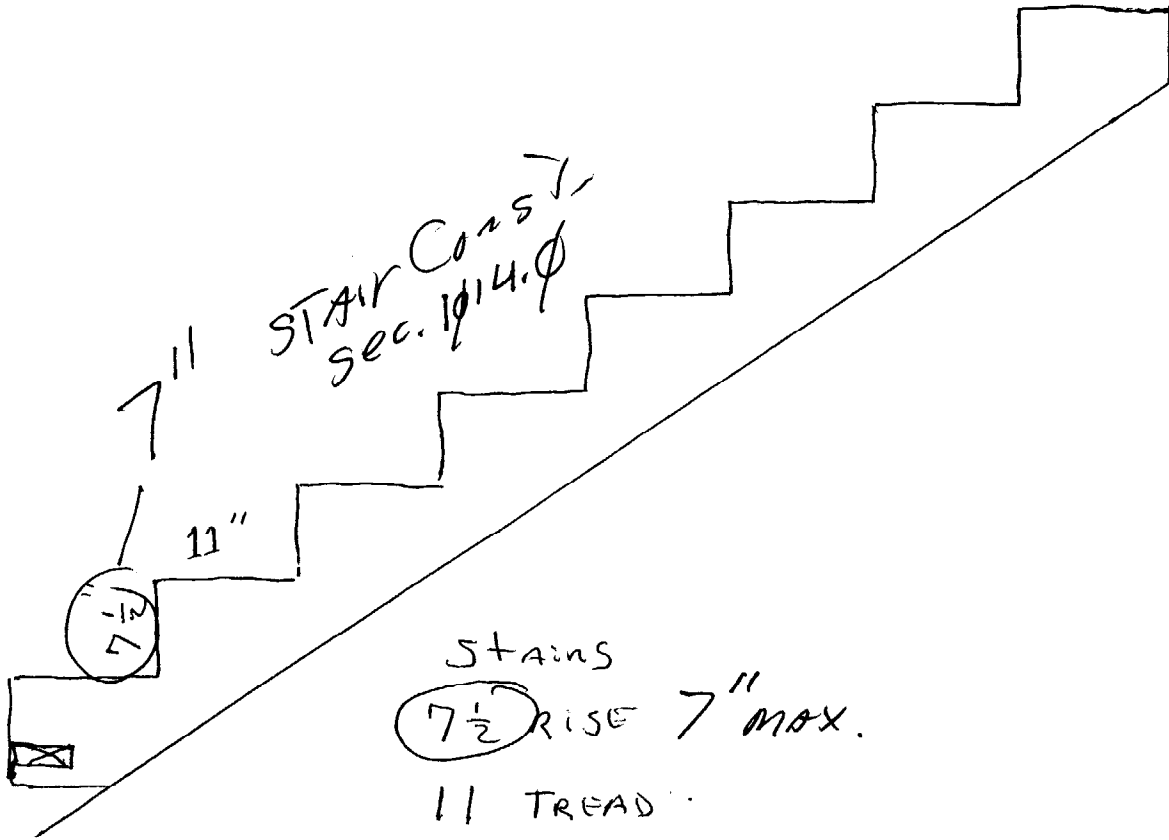 STAIR Const.
sec. 1014.0
7"
11"
7 1/2"
STAIRS
7 1/2 RISE 7" MAX.
11 TREAD